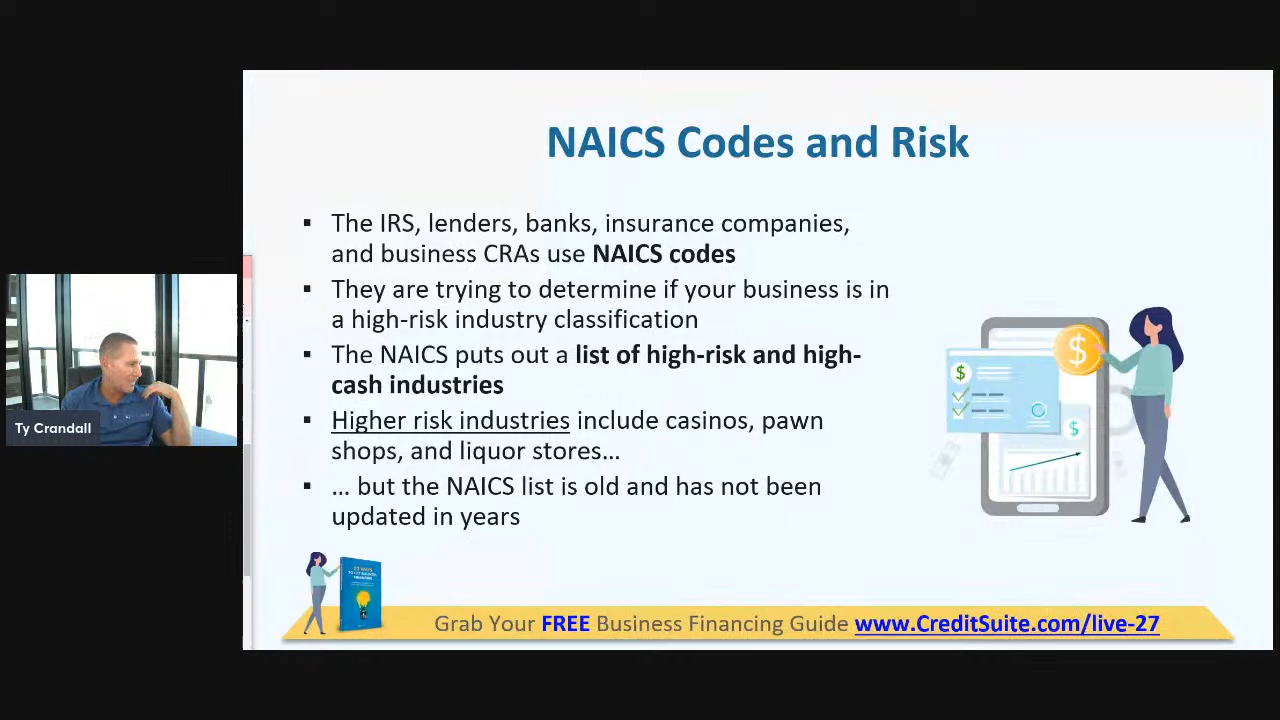 NAICS Codes and Risk
▪ The IRS, lenders, banks, insurance companies,
and business CRAs use NAICS codes
▪ They are trying to determine if your business is in
a high-risk industry classification
▪ The NAICS puts out a list of high-risk and high-
cash industries
▪ Higher risk industries include casinos, pawn
shops, and liquor stores…
▪ … but the NAICS list is old and has not been
updated in years
Ty Crandall
$
$
$
Grab Your FREE Business Financing Guide www.CreditSuite.com/live-27